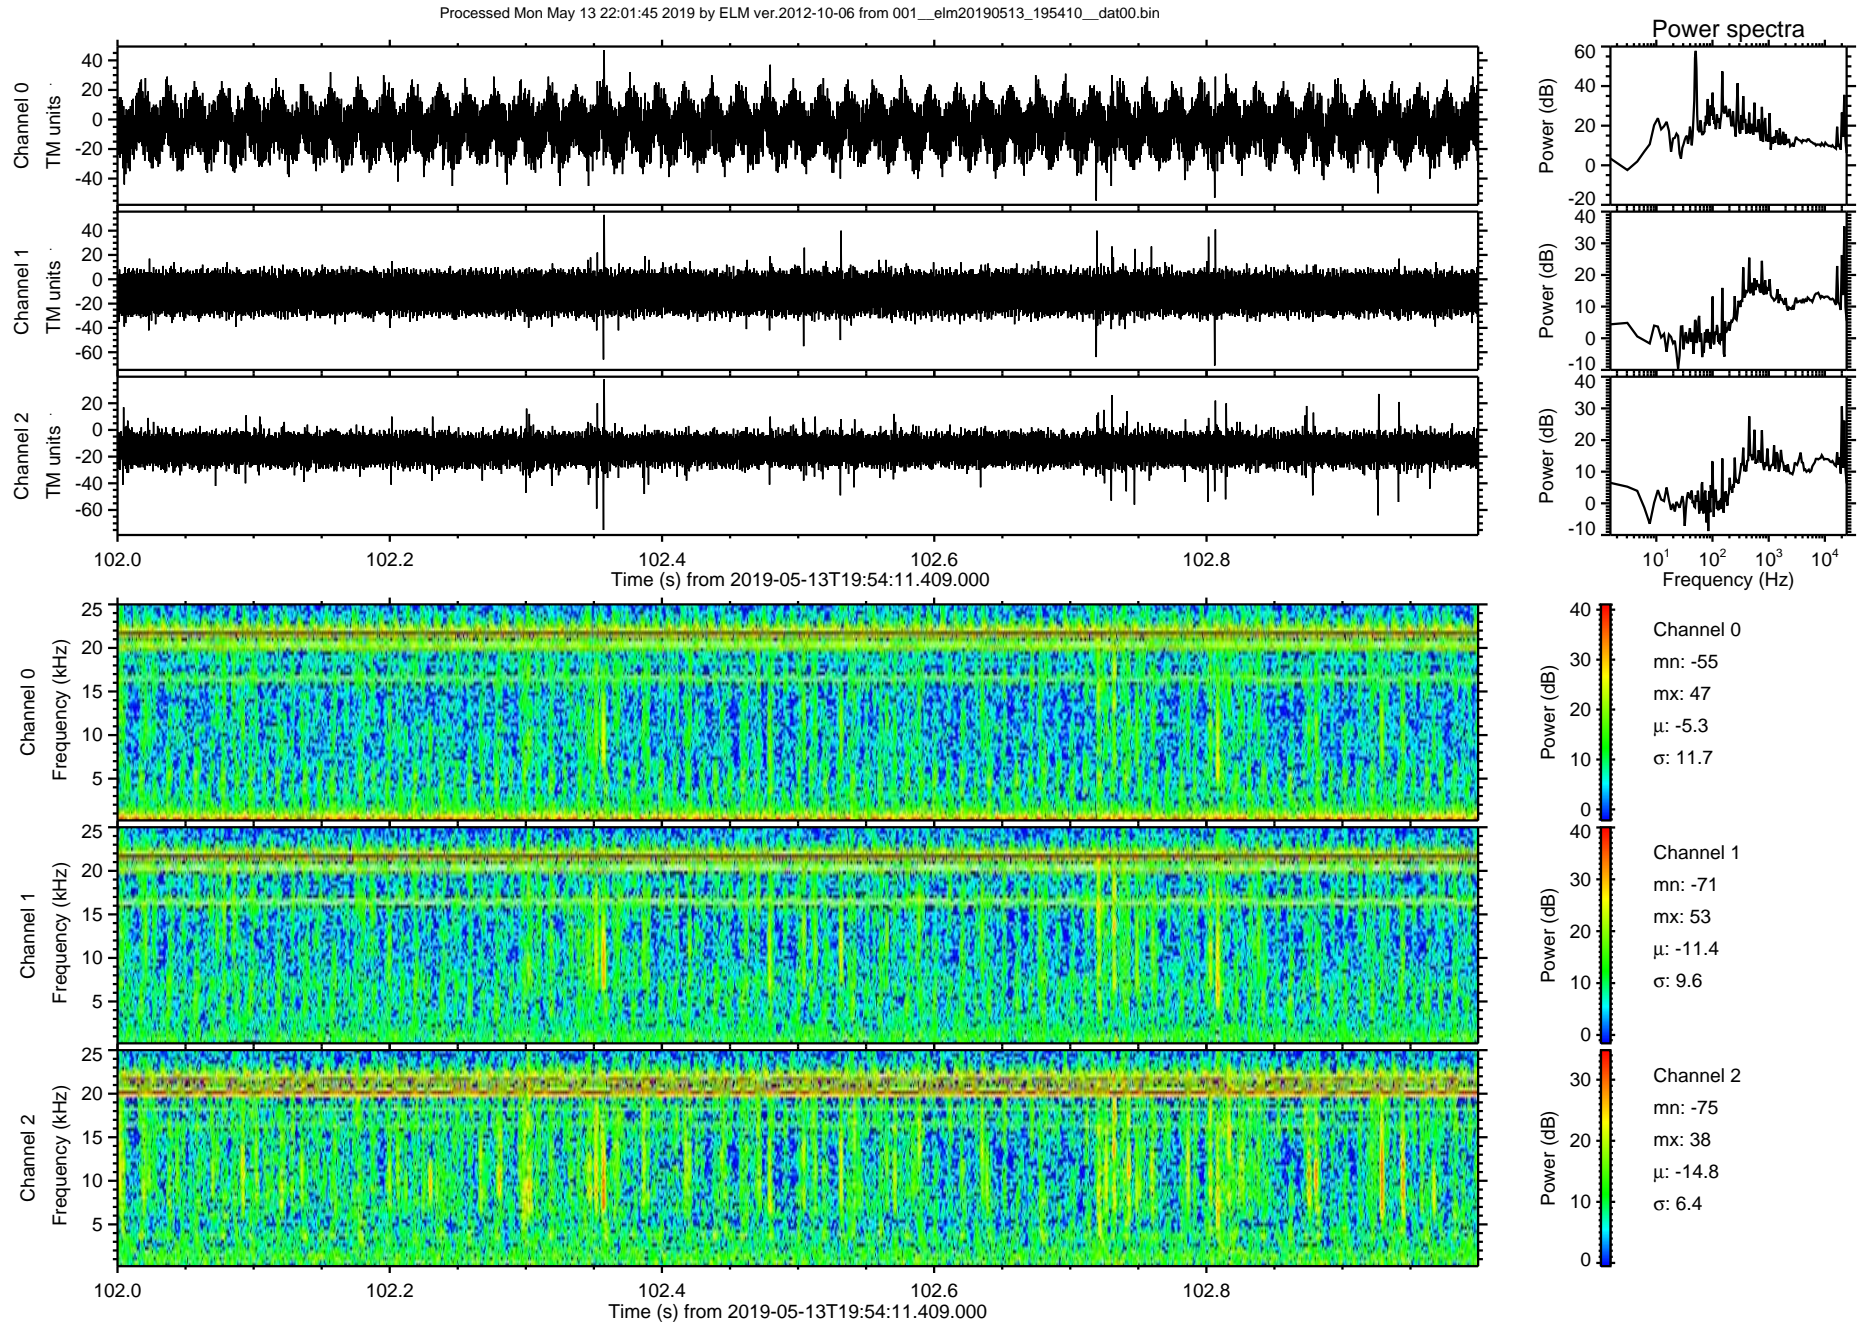 Processed Mon May 13 22:01:45 2019 by ELM ver.2012-10-06 from 001__elm20190513_195410__dat00.bin
Power spectra
Channel 0
TM units
40
20
0
-20
-40
Power (dB)
60
40
20
0
-20
Channel 1
TM units
40
20
0
-20
-40
-60
Power (dB)
40
30
20
10
0
-10
Channel 2
TM units
20
0
-20
-40
-60
Power (dB)
40
30
20
10
0
-10
102.0 102.2 102.4 102.6 102.8
Time (s) from 2019-05-13T19:54:11.409.000
10¹ 10² 10³ 10⁴
Frequency (Hz)
Channel 0
Frequency (kHz)
25
20
15
10
5
Power (dB)
40
30
20
10
0
Channel 0
mn: -55
mx: 47
μ: -5.3
σ: 11.7
Channel 1
Frequency (kHz)
25
20
15
10
5
Power (dB)
40
30
20
10
0
Channel 1
mn: -71
mx: 53
μ: -11.4
σ: 9.6
Channel 2
Frequency (kHz)
25
20
15
10
5
Power (dB)
30
20
10
0
Channel 2
mn: -75
mx: 38
μ: -14.8
σ: 6.4
102.0 102.2 102.4 102.6 102.8
Time (s) from 2019-05-13T19:54:11.409.000